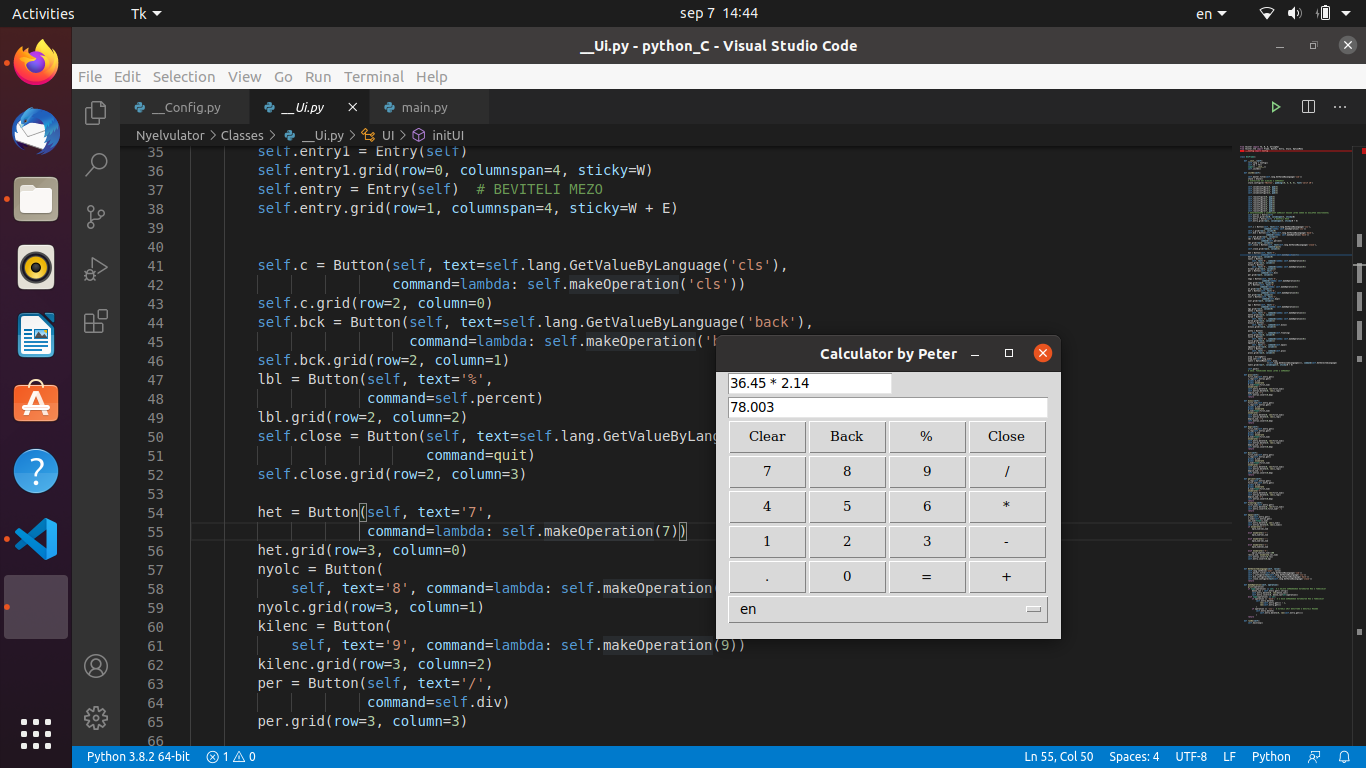 Activities
Tk
sep 7 14:44
en
__Ui.py - python_C - Visual Studio Code
File Edit Selection View Go Run Terminal Help
__Config.py
__Ui.py
main.py
Nyelvulator > Classes > __Ui.py > UI > initUI
35 self.entry1 = Entry(self)
36 self.entry1.grid(row=0, columnspan=4, sticky=W)
37 self.entry = Entry(self)  # BEVITELI MEZO
38 self.entry.grid(row=1, columnspan=4, sticky=W + E)
39
40
41 self.c = Button(self, text=self.lang.GetValueByLanguage('cls'),
42 command=lambda: self.makeOperation('cls'))
43 self.c.grid(row=2, column=0)
44 self.bck = Button(self, text=self.lang.GetValueByLanguage('back'),
45 command=lambda: self.makeOperation('b
46 self.bck.grid(row=2, column=1)
47 lbl = Button(self, text='%',
48 command=self.percent)
49 lbl.grid(row=2, column=2)
50 self.close = Button(self, text=self.lang.GetValueByLang
51 command=quit)
52 self.close.grid(row=2, column=3)
53
54 het = Button(self, text='7',
55 command=lambda: self.makeOperation(7))
56 het.grid(row=3, column=0)
57 nyolc = Button(
58 self, text='8', command=lambda: self.makeOperation(
59 nyolc.grid(row=3, column=1)
60 kilenc = Button(
61 self, text='9', command=lambda: self.makeOperation(9))
62 kilenc.grid(row=3, column=2)
63 per = Button(self, text='/',
64 command=self.div)
65 per.grid(row=3, column=3)
66
Calculator by Peter
36.45 * 2.14
78.003
Clear Back % Close
7 8 9 /
4 5 6 *
1 2 3 -
. 0 = +
en
Python 3.8.2 64-bit
1 0
Ln 55, Col 50
Spaces: 4
UTF-8
LF
Python